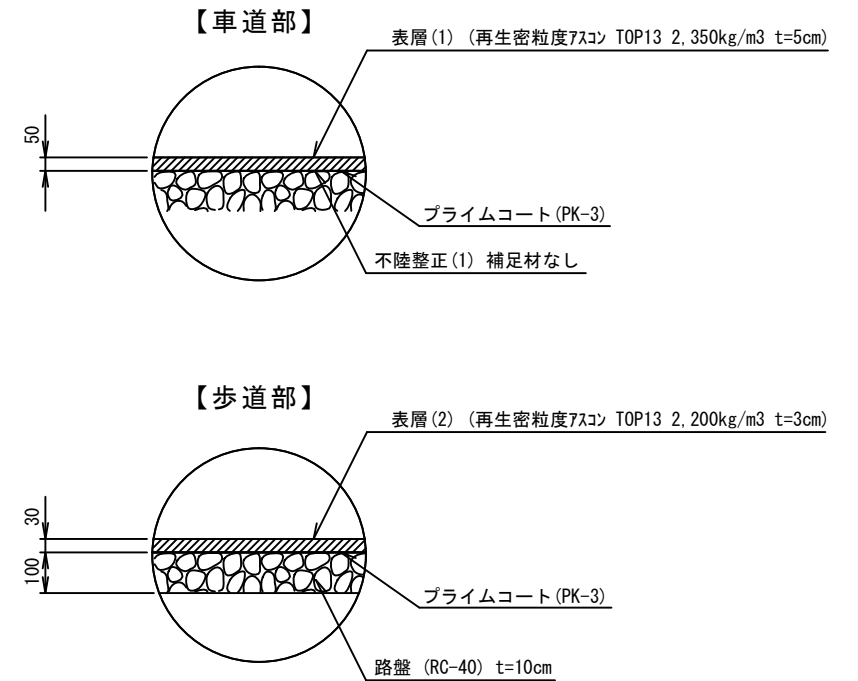 【車道部】
表層(1) (再生密粒度ｱｽｺﾝ TOP13 2,350kg/m3 t=5cm)
50
プライムコート(PK-3)
不陸整正(1) 補足材なし
【歩道部】
表層(2) (再生密粒度ｱｽｺﾝ TOP13 2,200kg/m3 t=3cm)
30
100
プライムコート(PK-3)
路盤 (RC-40) t=10cm